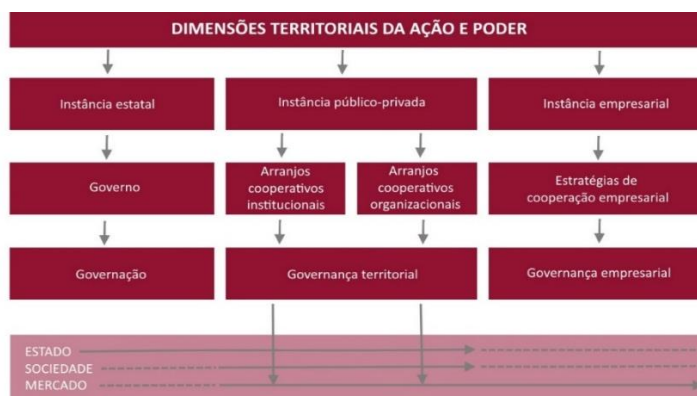 DIMENSÕES TERRITORIAIS DA AÇÃO E PODER
Instância estatal
Instância público-privada
Instância empresarial
Governo
Arranjos
cooperativos
institucionais
Arranjos
cooperativos
organizacionais
Estratégias de
cooperação empresarial
Governação
Governança territorial
Governança empresarial
ESTADO
SOCIEDADE
MERCADO